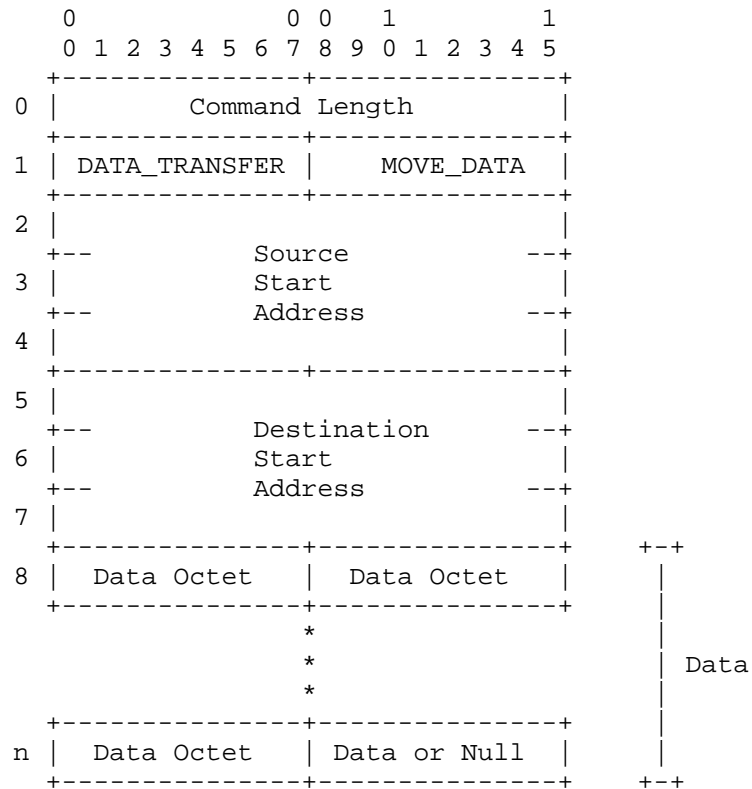 0             0 0   1         1
    0 1 2 3 4 5 6 7 8 9 0 1 2 3 4 5
   +---------------+---------------+
0  |        Command Length         |
   +---------------+---------------+
1  | DATA_TRANSFER |    MOVE_DATA  |
   +---------------+---------------+
2  |                               |
   +--          Source           --+
3  |            Start              |
   +--          Address          --+
4  |                               |
   +---------------+---------------+
5  |                               |
   +--          Destination      --+
6  |            Start              |
   +--          Address          --+
7  |                               |
   +---------------+---------------+    +-+
8  |  Data Octet   |  Data Octet   |     |
   +---------------+---------------+     |
                   *                     |
                   *                     | Data
                   *                     |
   +---------------+---------------+     |
n  |  Data Octet   | Data or Null  |     |
   +---------------+---------------+    +-+